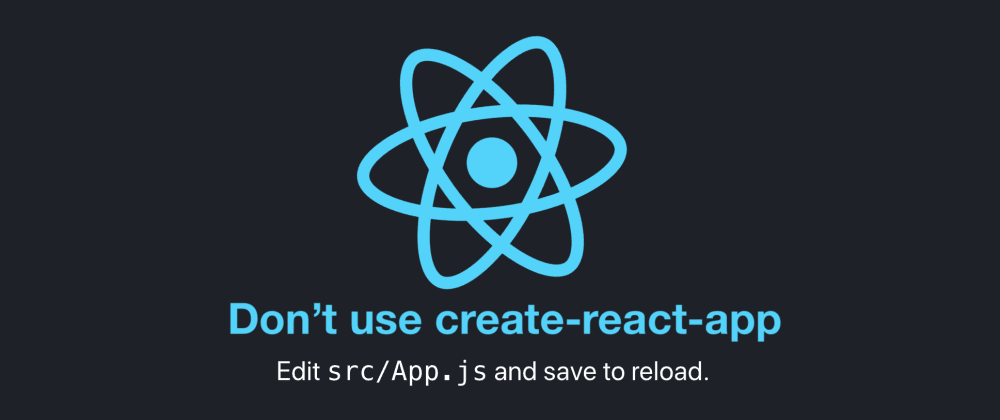 Don’t use create-react-app
Edit src/App.js and save to reload.